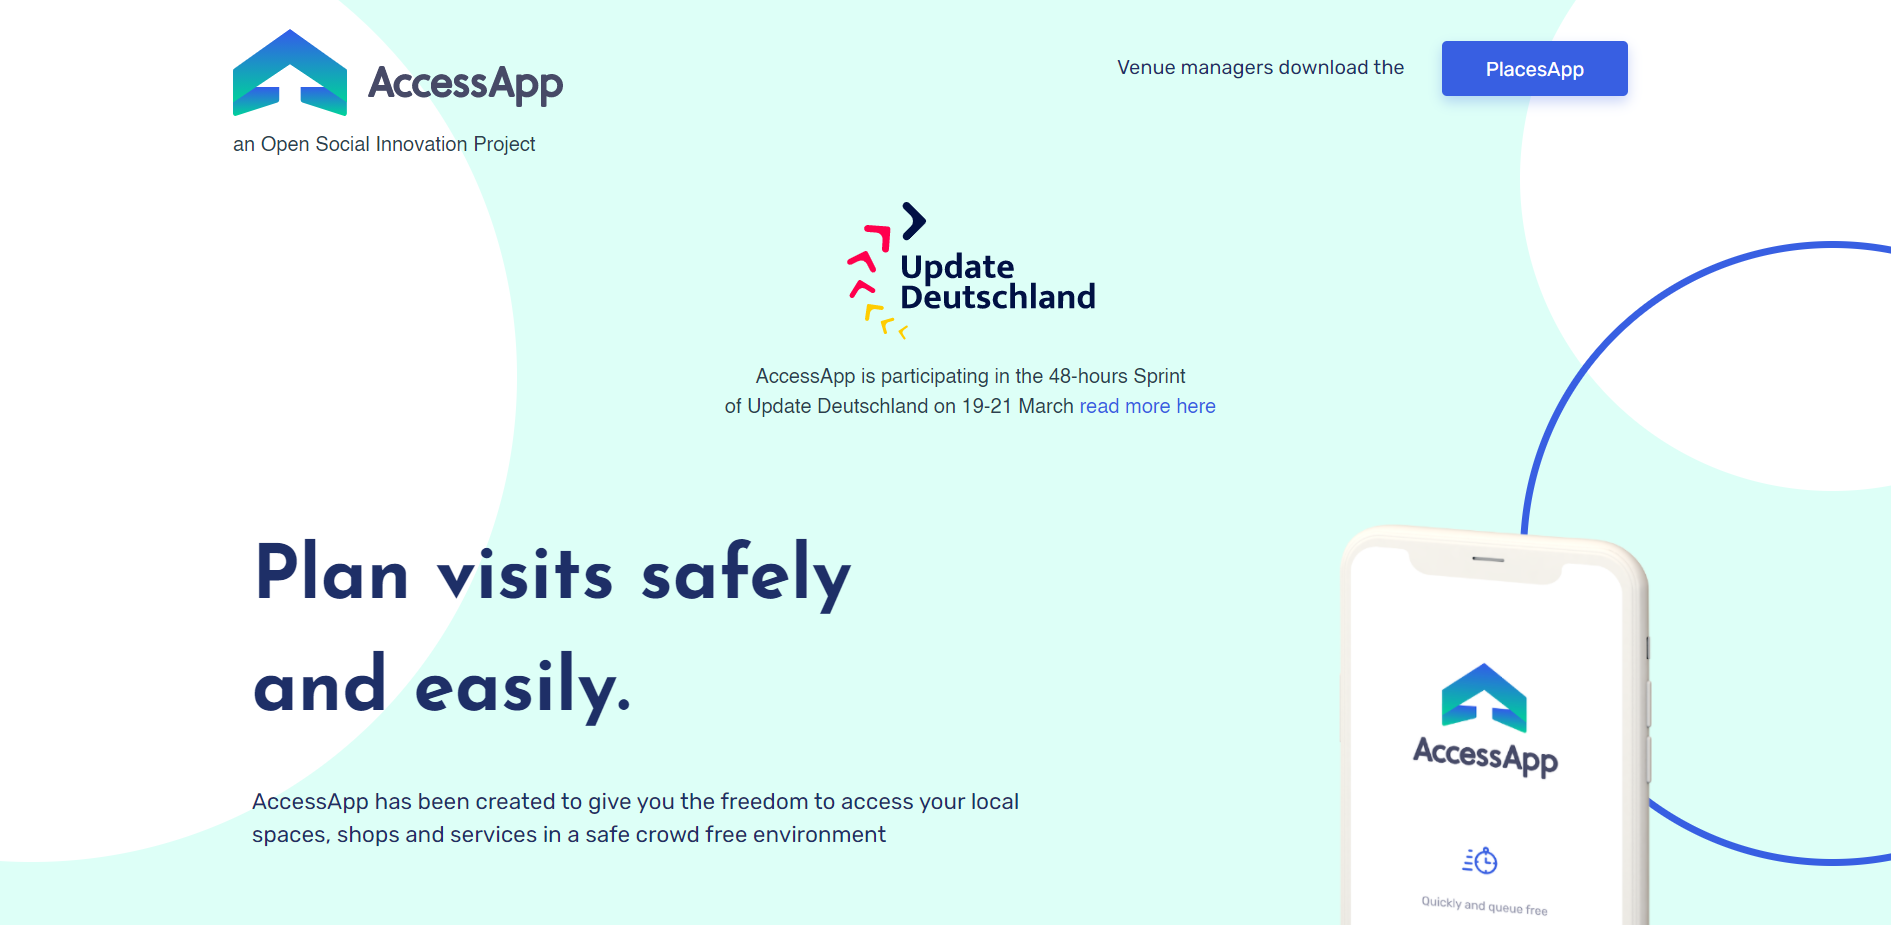 AccessApp
an Open Social Innovation Project
Venue managers download the
PlacesApp
Update
Deutschland
AccessApp is participating in the 48-hours Sprint
of Update Deutschland on 19-21 March read more here
Plan visits safely
and easily.
AccessApp has been created to give you the freedom to access your local
spaces, shops and services in a safe crowd free environment
AccessApp
Quickly and queue free